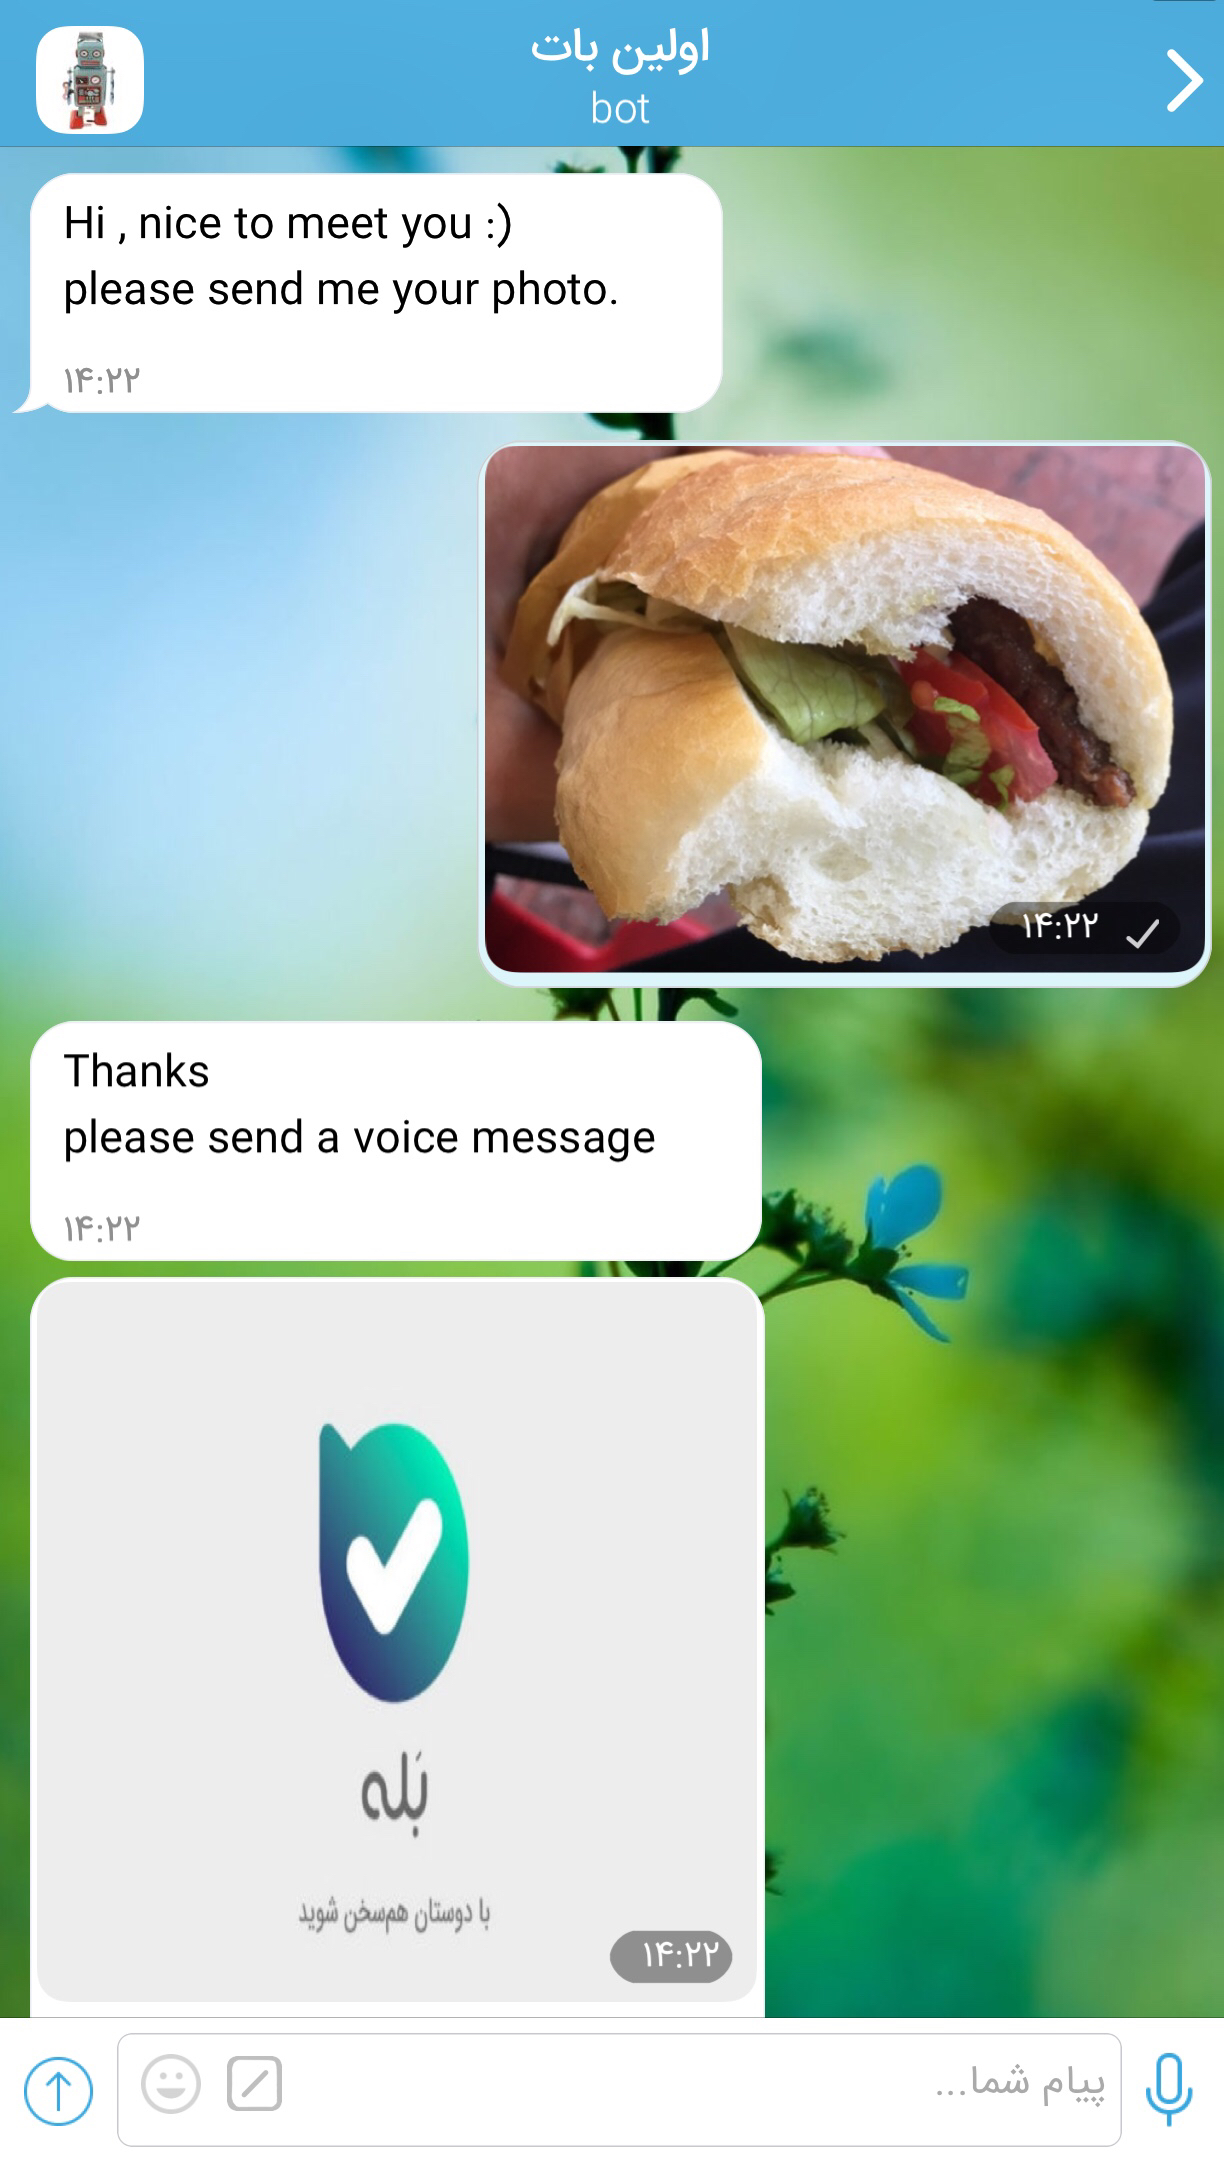 اولین بات
bot
Hi , nice to meet you :)
please send me your photo.
۱۴:۲۲
۱۴:۲۲
Thanks
please send a voice message
۱۴:۲۲
بَله
با دوستان هم‌سخن شوید
۱۴:۲۲
پیام شما...